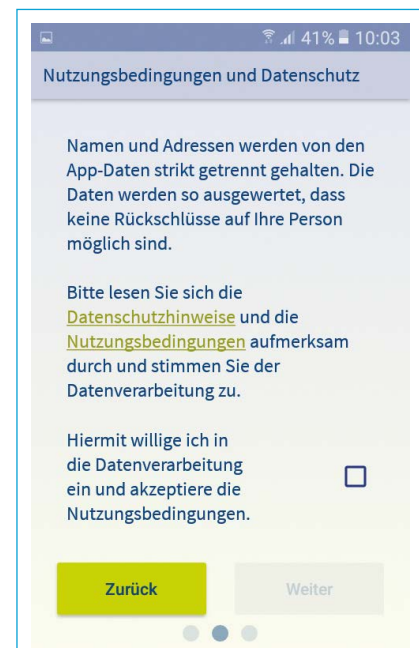 41% 10:03
Nutzungsbedingungen und Datenschutz
Namen und Adressen werden von den
App-Daten strikt getrennt gehalten. Die
Daten werden so ausgewertet, dass
keine Rückschlüsse auf Ihre Person
möglich sind.
Bitte lesen Sie sich die
Datenschutzhinweise und die
Nutzungsbedingungen aufmerksam
durch und stimmen Sie der
Datenverarbeitung zu.
Hiermit willige ich in
die Datenverarbeitung
ein und akzeptiere die
Nutzungsbedingungen.
Zurück Weiter